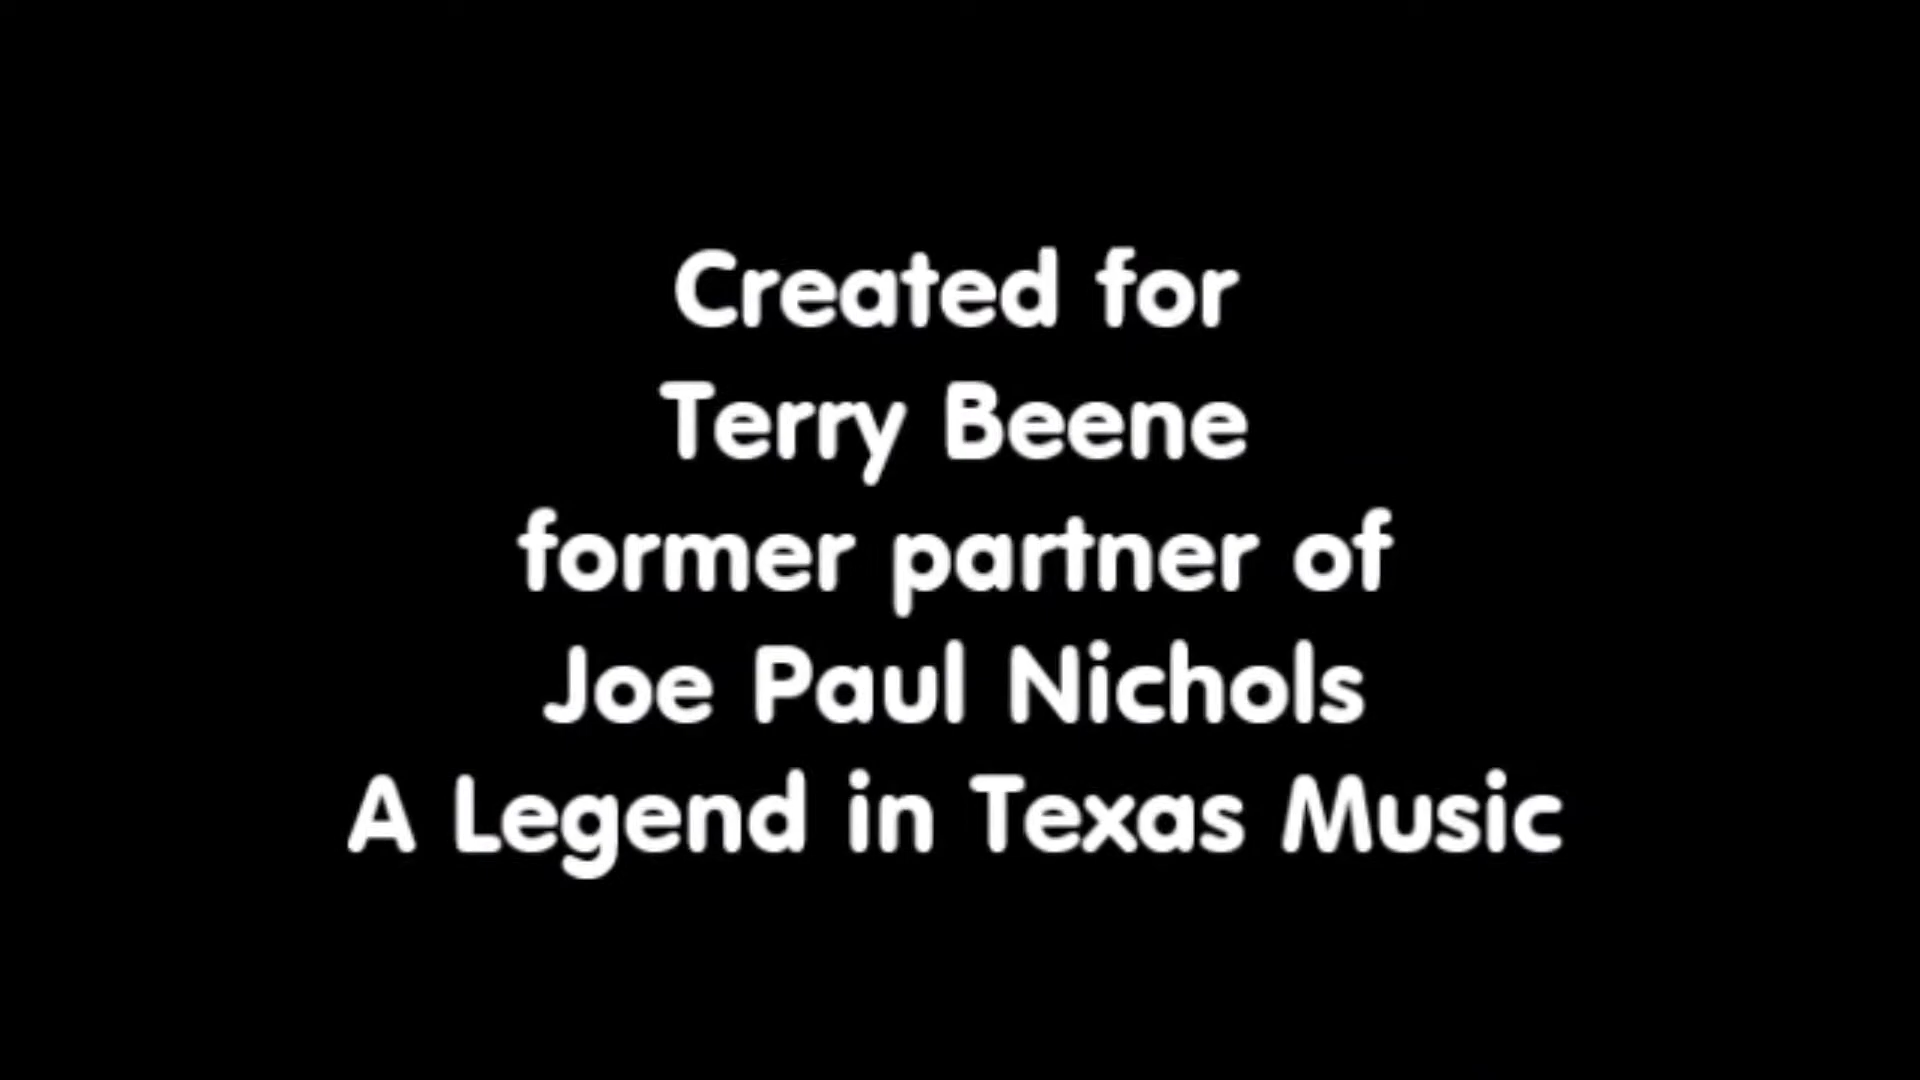 Created for
Terry Beene
former partner of
Joe Paul Nichols
A Legend in Texas Music